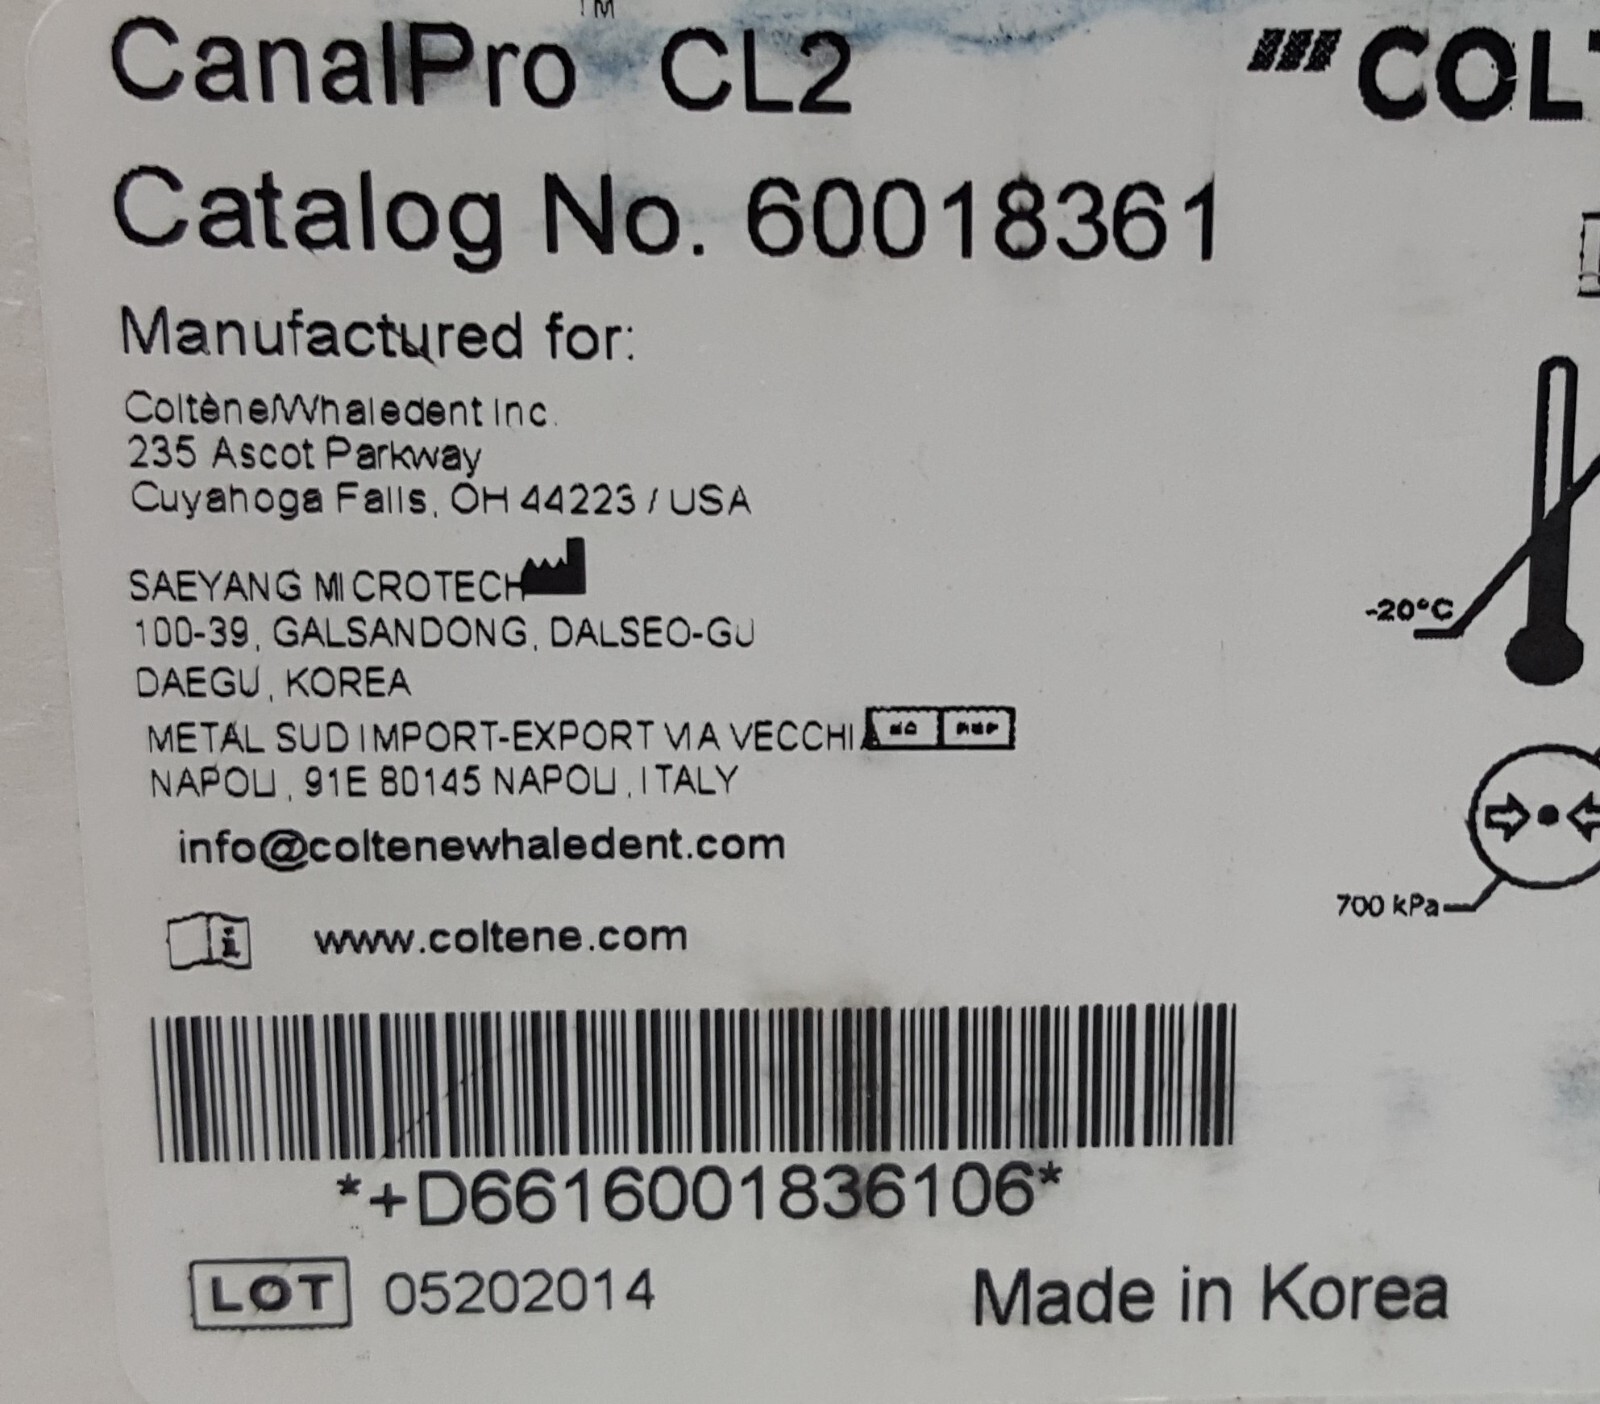 CanalPro™ CL2
COLT
Catalog No. 60018361
Manufactured for:
Coltène/Whaledent Inc.
235 Ascot Parkway
Cuyahoga Falls, OH 44223 / USA
SAEYANG MICROTECH
100-39, GALSANDONG, DALSEO-GU
DAEGU, KOREA
-20°C
METAL SUD IMPORT-EXPORT VIA VECCHIA
NAPOLI, 91E 80145 NAPOLI, ITALY
info@coltenewhaledent.com
700 kPa
i www.coltene.com
*+D6616001836106*
LOT 05202014
Made in Korea